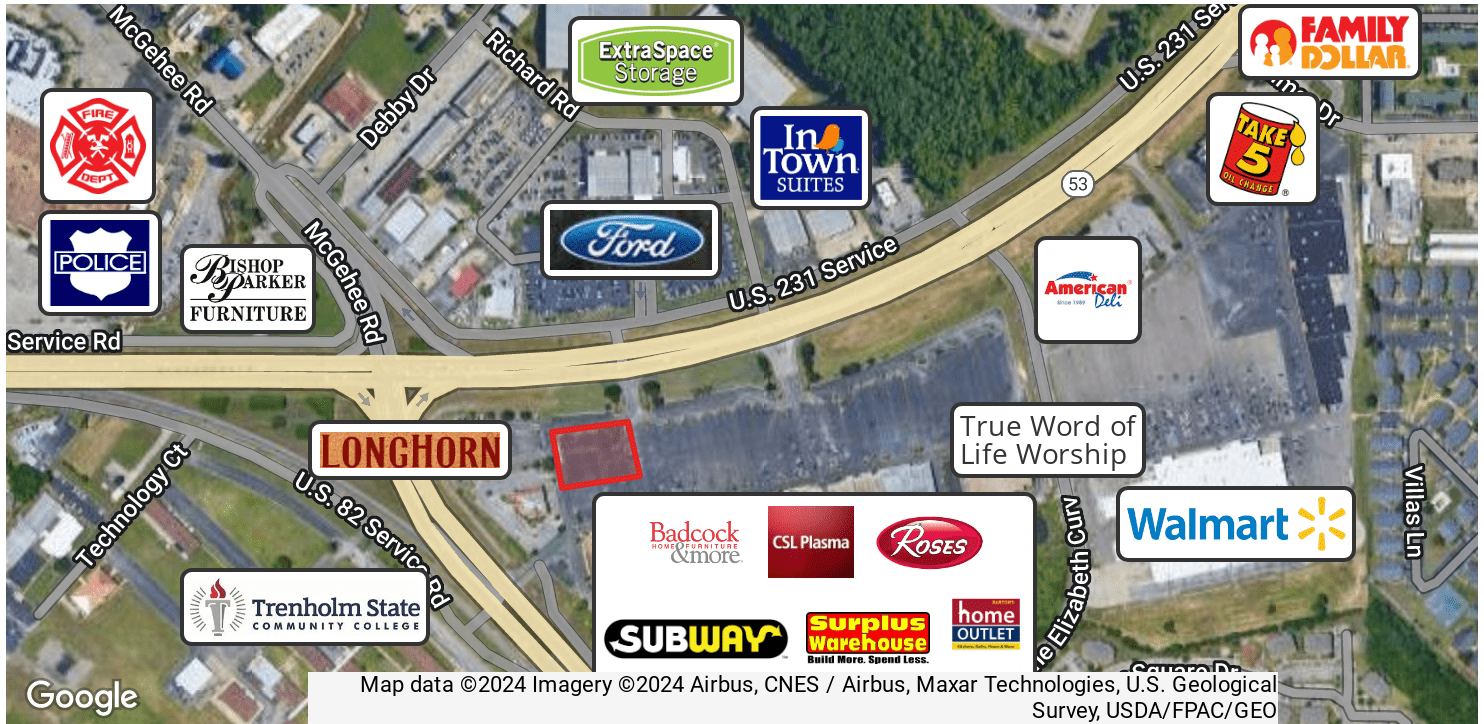 McGehee Rd
Richard Rd
U.S. 231 Ser
FAMILY
DOLLAR
ExtraSpace
Storage
Debby Dr
FIRE
DEPT
In
Town
SUITES
TAKE
5
OIL CHANGE
Dr
53
POLICE
BISHOP
PARKER
FURNITURE
McGehee Rd
Ford
U.S. 231 Service
American
Since 1989
Deli
Service Rd
LONGHORN
True Word of
Life Worship
Technology Ct
U.S. 82 Service Rd
Badcock
HOME FURNITURE
&more
CSL Plasma
ROSES
Walmart
Villas Ln
Trenholm State
COMMUNITY COLLEGE
SUBWAY
Surplus
Warehouse
Build More. Spend Less.
home
OUTLET
ve Elizabeth Curv
Square Dr
Google
Map data ©2024 Imagery ©2024 Airbus, CNES / Airbus, Maxar Technologies, U.S. Geological
Survey, USDA/FPAC/GEO